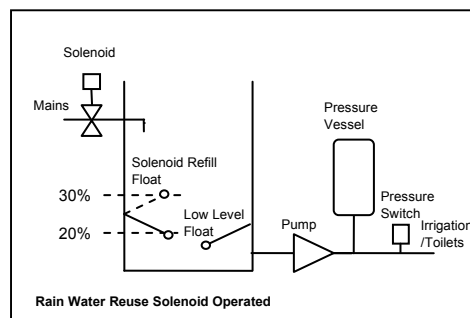 Solenoid
Mains
Solenoid Refill
Float
30%
Low Level
Float
20%
Pump
Pressure
Vessel
Pressure
Switch
Irrigation
/Toilets
Rain Water Reuse Solenoid Operated